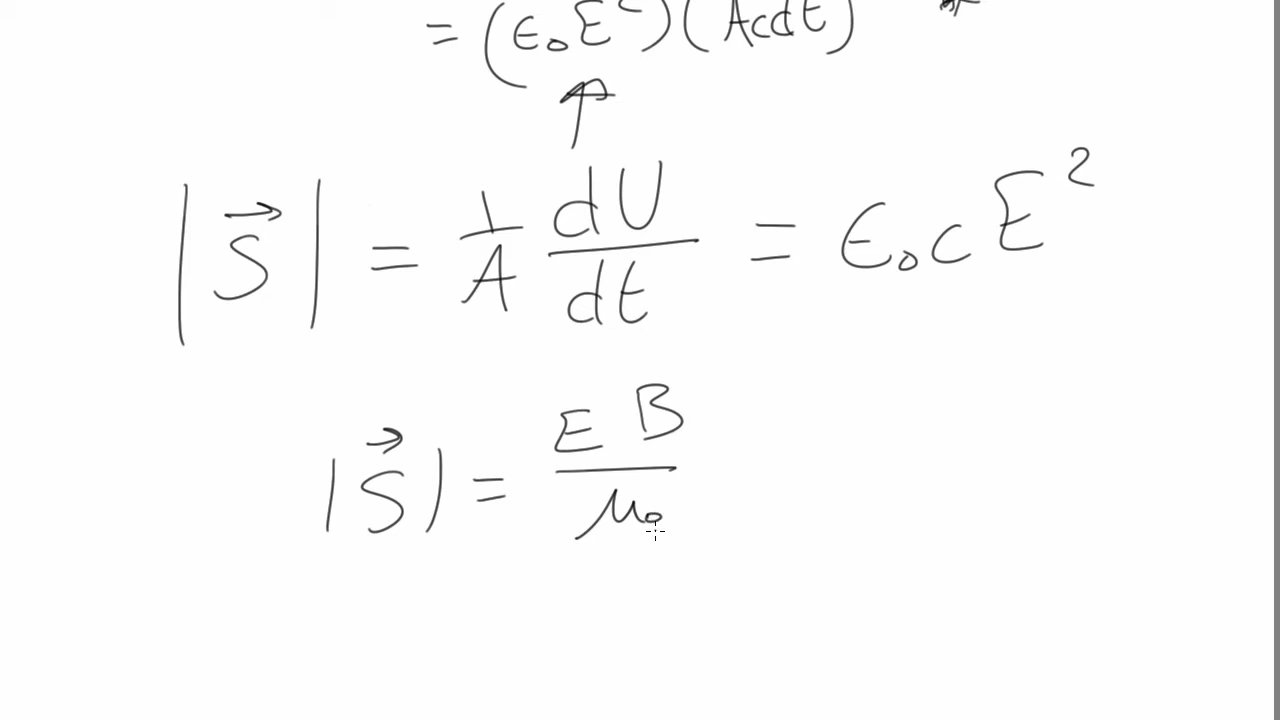 = (ϵ₀E²)(Acdt)
|S⃗| = 1/A dU/dt = ϵ₀cE²
|S⃗| = EB/μ₀